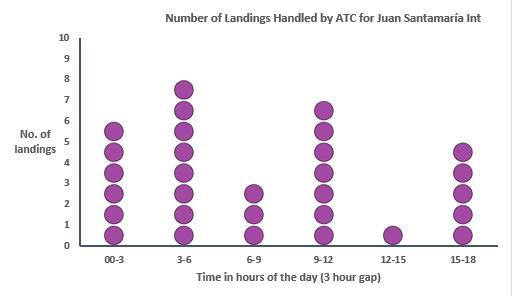 Number of Landings Handled by ATC for Juan Santamaría Int
10
9
8
7
6
5
4
3
2
1
0
No. of
landings
00-3 3-6 6-9 9-12 12-15 15-18
Time in hours of the day (3 hour gap)